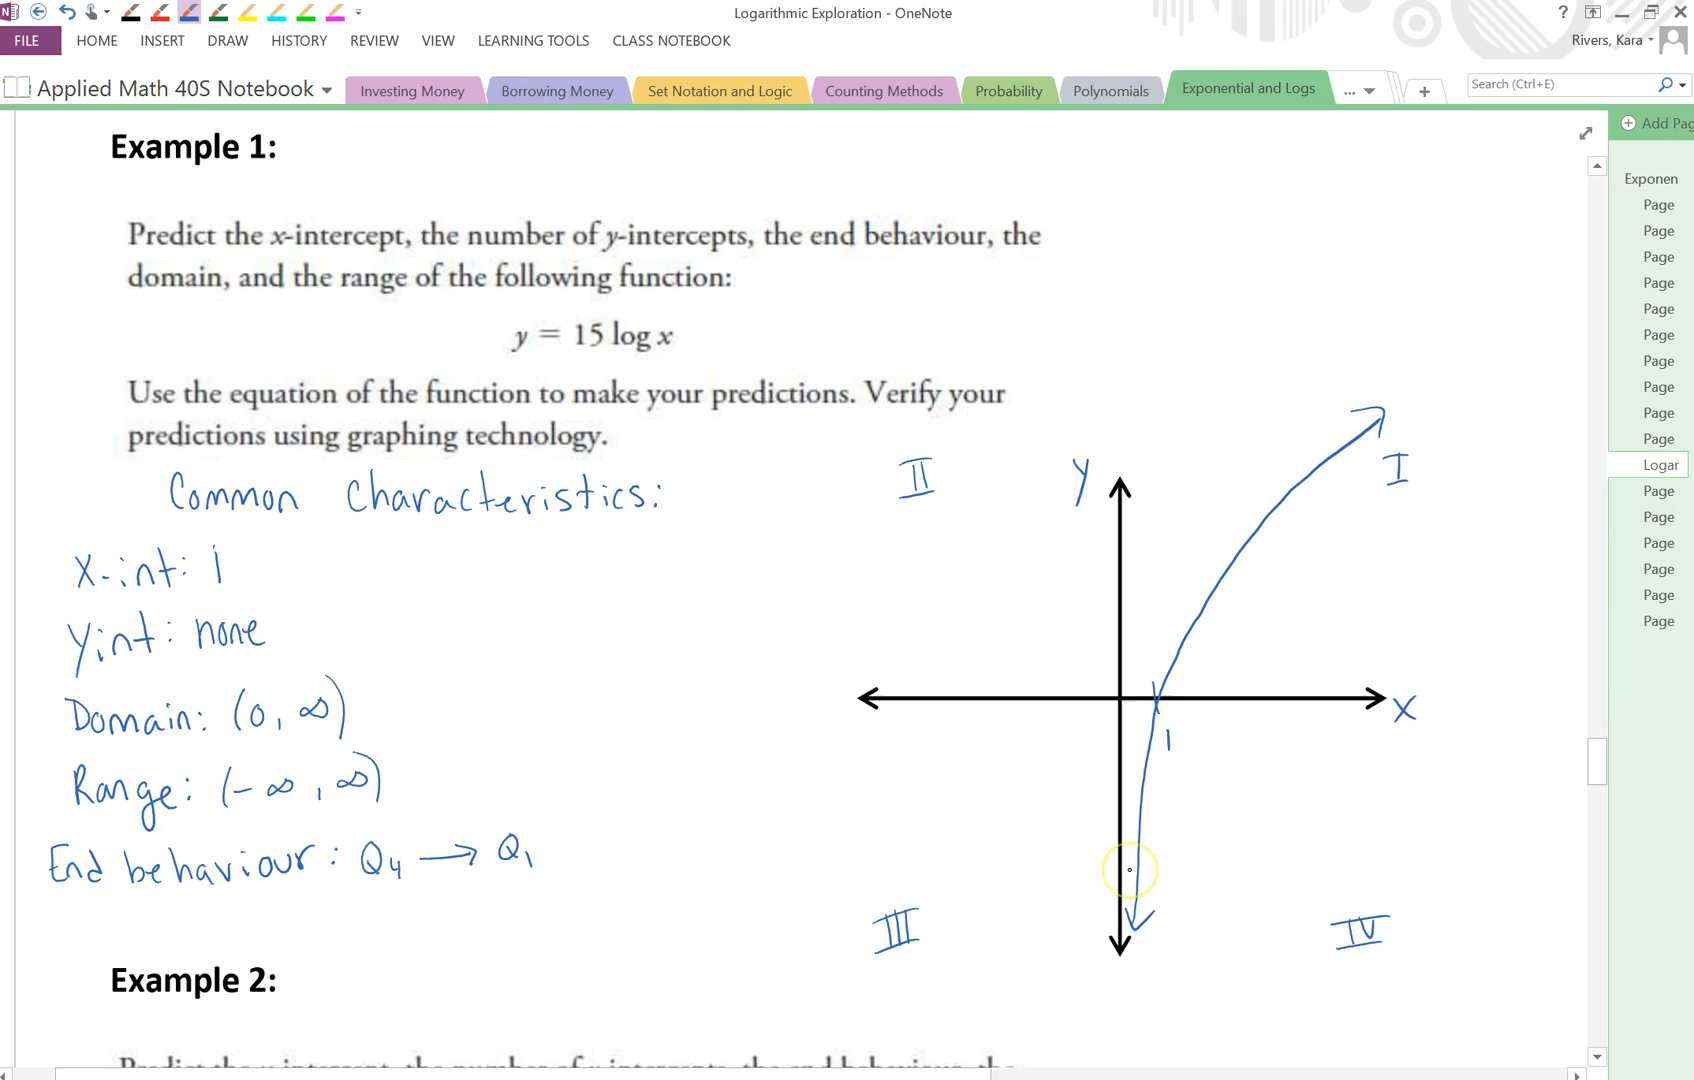 Logarithmic Exploration - OneNote
FILE HOME INSERT DRAW HISTORY REVIEW VIEW LEARNING TOOLS CLASS NOTEBOOK
Rivers, Kara
Applied Math 40S Notebook
Investing Money Borrowing Money Set Notation and Logic Counting Methods Probability Polynomials Exponential and Logs ...
Search (Ctrl+E)
Add Pag
Exponen
Page
Page
Page
Page
Page
Page
Page
Page
Page
Page
Logar
Page
Page
Page
Page
Page
Page
Example 1:
Predict the x-intercept, the number of y-intercepts, the end behaviour, the
domain, and the range of the following function:
y = 15 log x
Use the equation of the function to make your predictions. Verify your
predictions using graphing technology.
Common Characteristics:
X-int: 1
Yint: none
Domain: (0, ∞)
Range: (-∞, ∞)
End behaviour: Q4 → Q1
II
y
I
x
1
III
IV
Example 2: